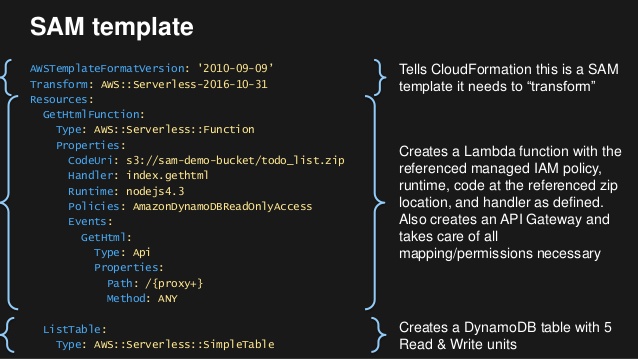 SAM template
AWSTemplateFormatVersion: '2010-09-09'
Transform: AWS::Serverless-2016-10-31
Resources:
  GetHtmlFunction:
    Type: AWS::Serverless::Function
    Properties:
      CodeUri: s3://sam-demo-bucket/todo_list.zip
      Handler: index.gethtml
      Runtime: nodejs4.3
      Policies: AmazonDynamoDBReadOnlyAccess
      Events:
        GetHtml:
          Type: Api
          Properties:
            Path: /{proxy+}
            Method: ANY
  ListTable:
    Type: AWS::Serverless::SimpleTable
Tells CloudFormation this is a SAM
template it needs to “transform”
Creates a Lambda function with the
referenced managed IAM policy,
runtime, code at the referenced zip
location, and handler as defined.
Also creates an API Gateway and
takes care of all
mapping/permissions necessary
Creates a DynamoDB table with 5
Read & Write units